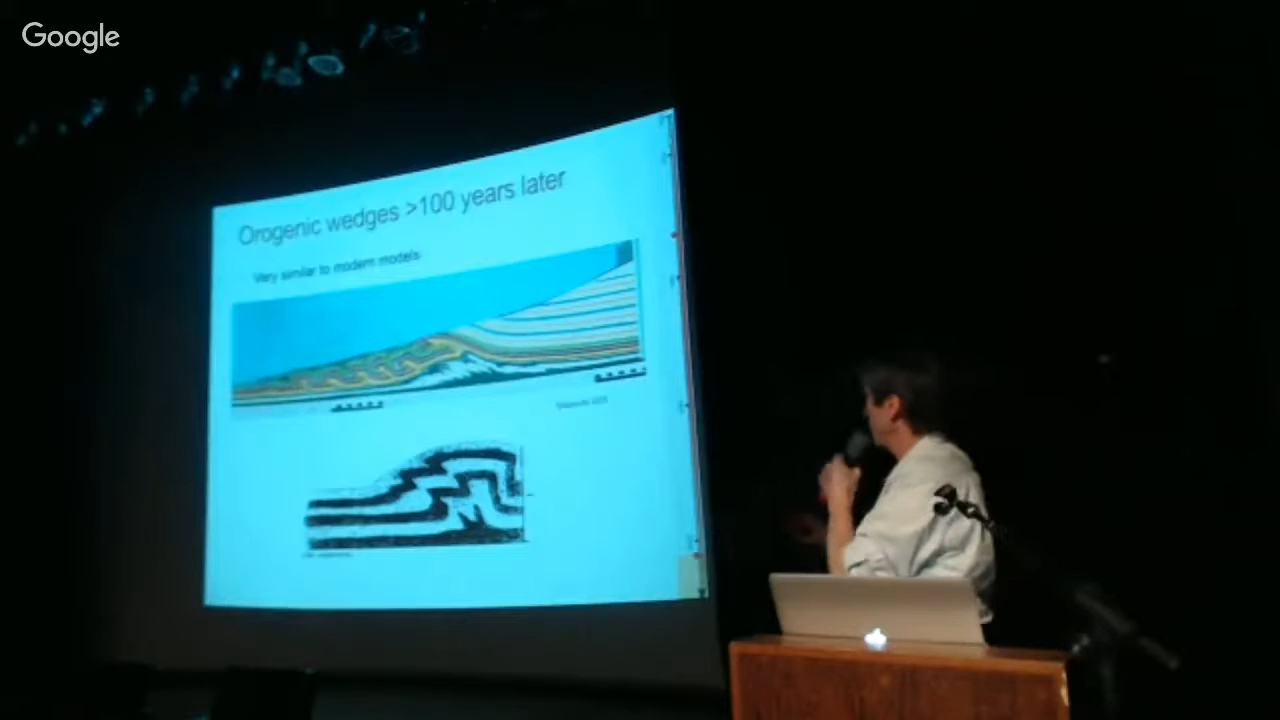 Google
Orogenic wedges >100 years later
Very similar to modern models